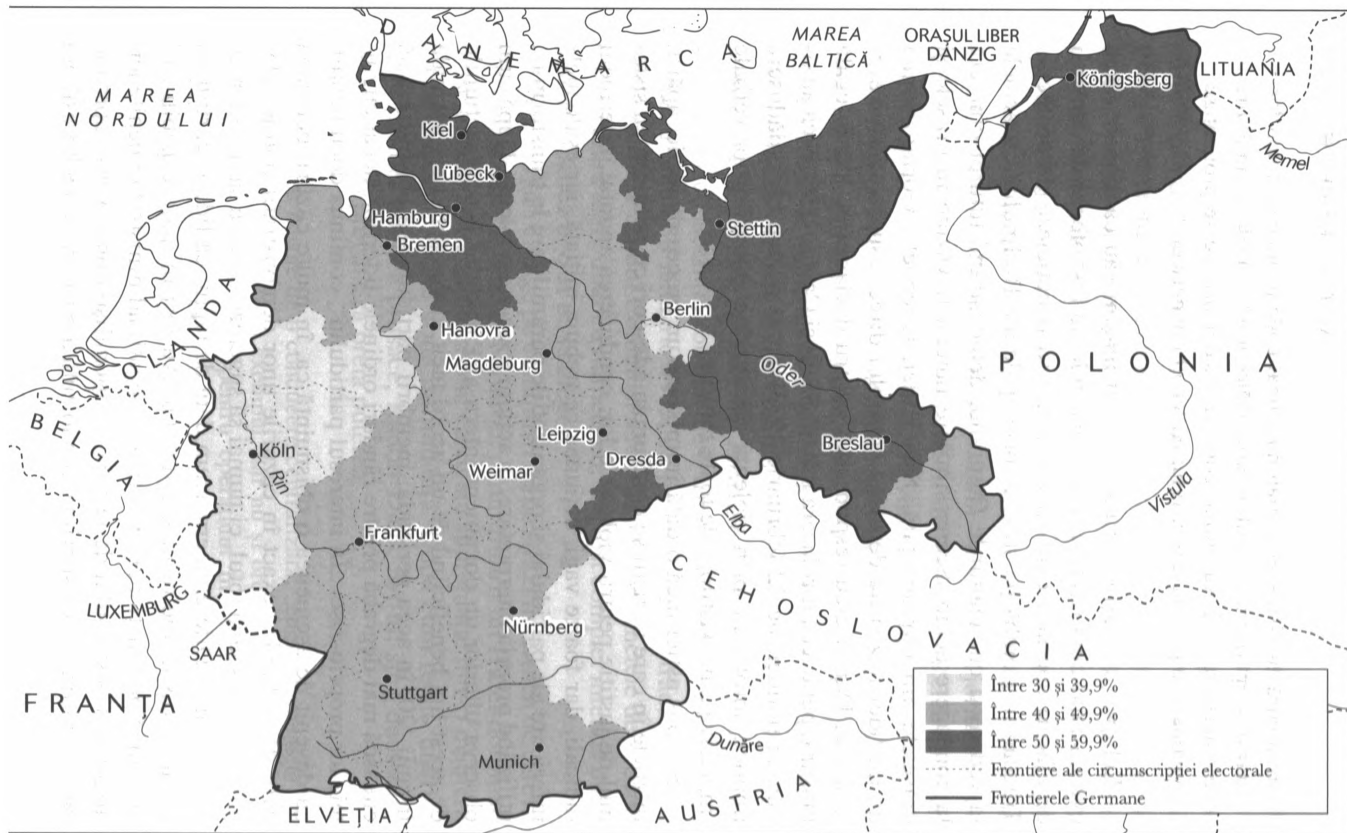 DANEMARCA
MAREA
BALTICĂ
ORAȘUL LIBER
DANZIG
LITUANIA
Königsberg
Memel
MAREA
NORDULUI
Kiel
Lübeck
Hamburg
Bremen
Stettin
OLANDA
Hanovra
Berlin
Magdeburg
Oder
POLONIA
BELGIA
Köln
Rin
Leipzig
Weimar
Dresda
Breslau
Elba
Vistula
Frankfurt
LUXEMBURG
SAAR
Nürnberg
CEHOSLOVACIA
FRANȚA
Stuttgart
Munich
Dunăre
ELVEȚIA
AUSTRIA
Între 30 și 39,9%
Între 40 și 49,9%
Între 50 și 59,9%
Frontiere ale circumscripției electorale
Frontierele Germane